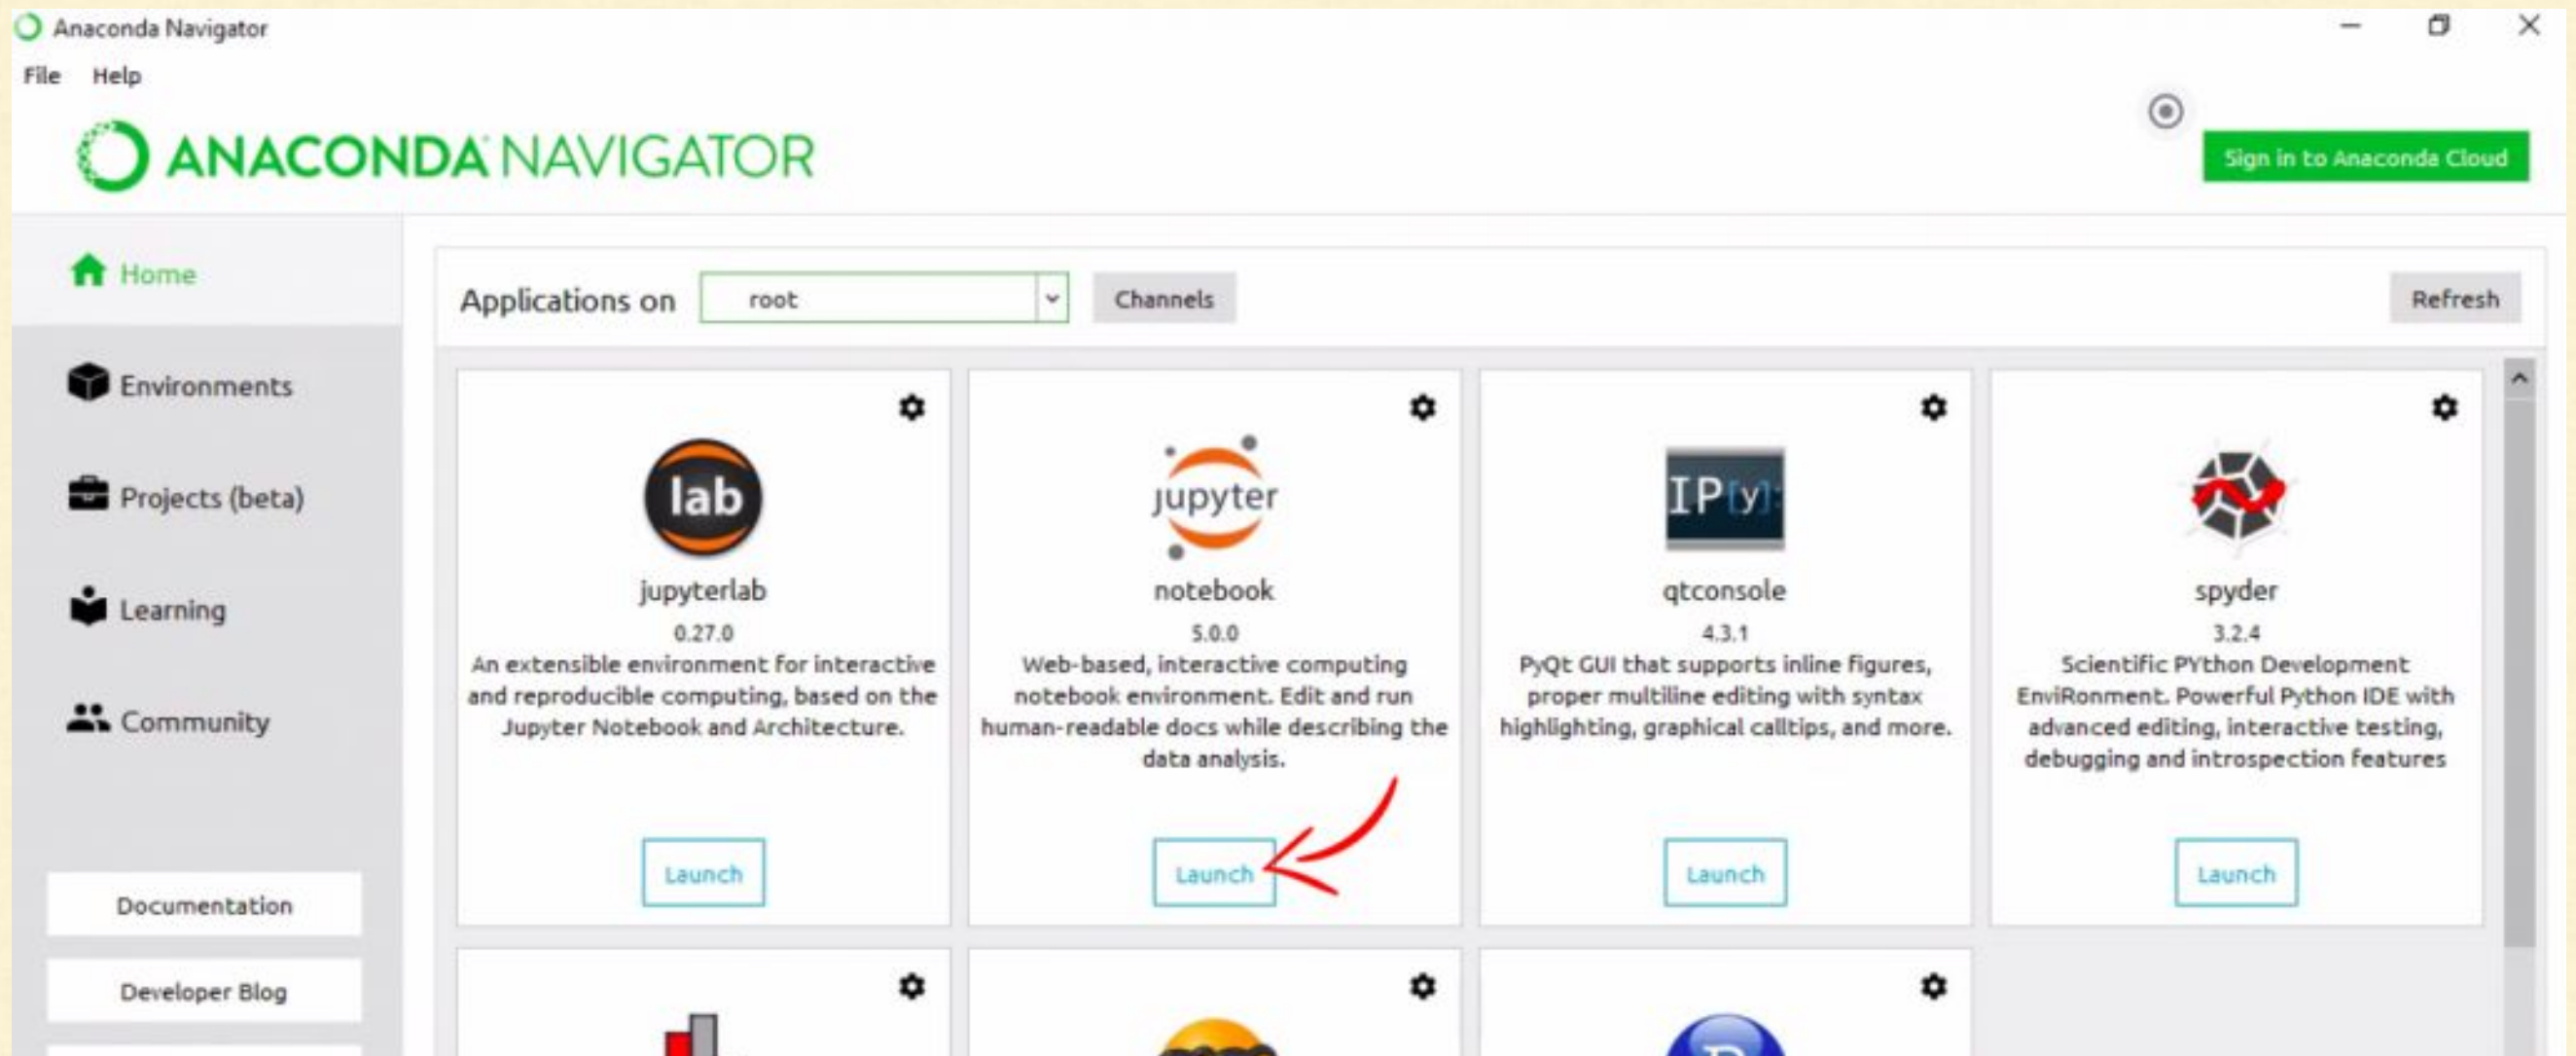 Anaconda Navigator
File Help
ANACONDA NAVIGATOR
Sign in to Anaconda Cloud
Home
Environments
Projects (beta)
Learning
Community
Documentation
Developer Blog
Applications on root Channels Refresh
lab
jupyterlab
0.27.0
An extensible environment for interactive
and reproducible computing, based on the
Jupyter Notebook and Architecture.
Launch
jupyter
notebook
5.0.0
Web-based, interactive computing
notebook environment. Edit and run
human-readable docs while describing the
data analysis.
Launch
IP[y]:
qtconsole
4.3.1
PyQt GUI that supports inline figures,
proper multiline editing with syntax
highlighting, graphical calltips, and more.
Launch
spyder
3.2.4
Scientific PYthon Development
EnviRonment. Powerful Python IDE with
advanced editing, interactive testing,
debugging and introspection features
Launch